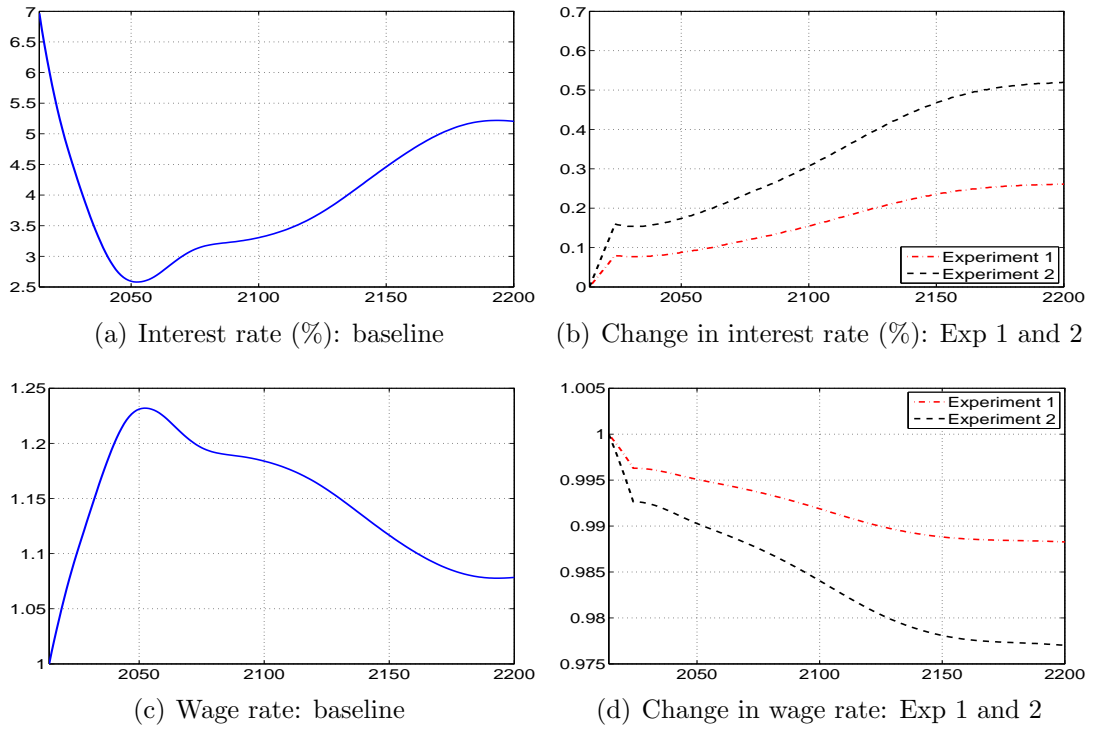 7
6.5
6
5.5
5
4.5
4
3.5
3
2.5
2050 2100 2150 2200
(a) Interest rate (%): baseline
0.7
0.6
0.5
0.4
0.3
0.2
0.1
0
Experiment 1
Experiment 2
2050 2100 2150 2200
(b) Change in interest rate (%): Exp 1 and 2
1.25
1.2
1.15
1.1
1.05
1
2050 2100 2150 2200
(c) Wage rate: baseline
1.005
1
0.995
0.99
0.985
0.98
0.975
Experiment 1
Experiment 2
2050 2100 2150 2200
(d) Change in wage rate: Exp 1 and 2